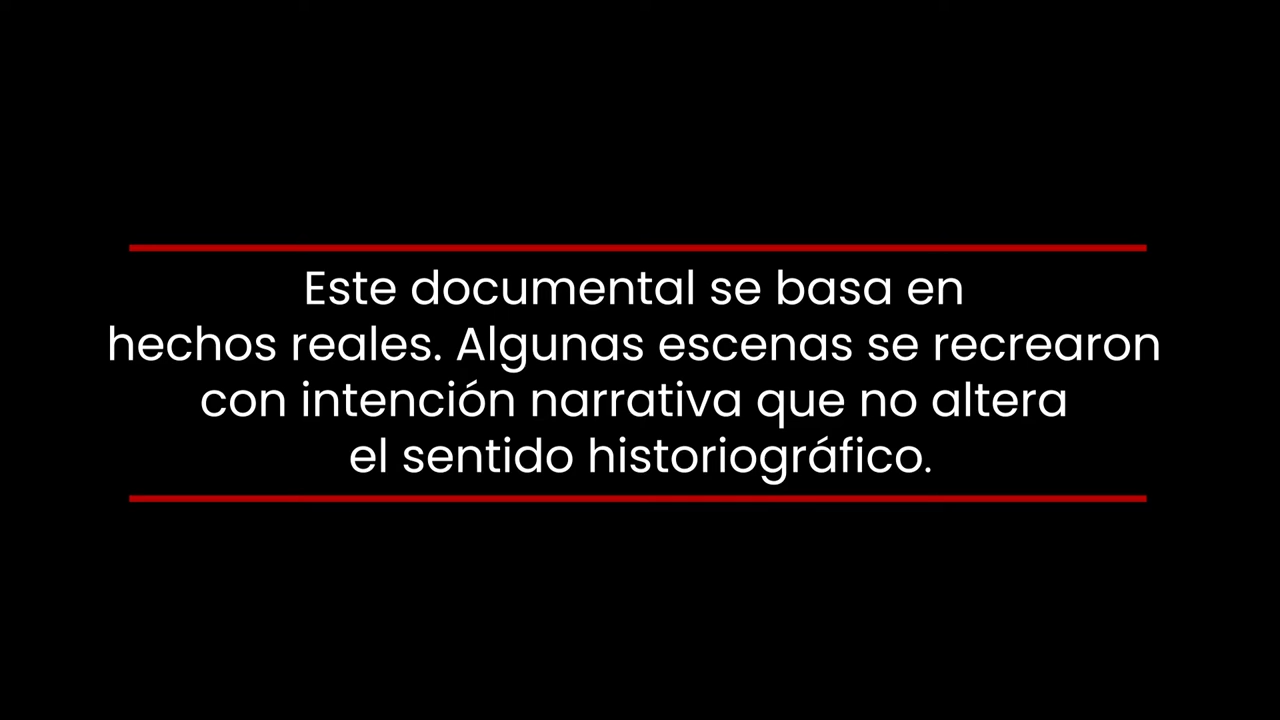 Este documental se basa en
hechos reales. Algunas escenas se recrearon
con intención narrativa que no altera
el sentido historiográfico.